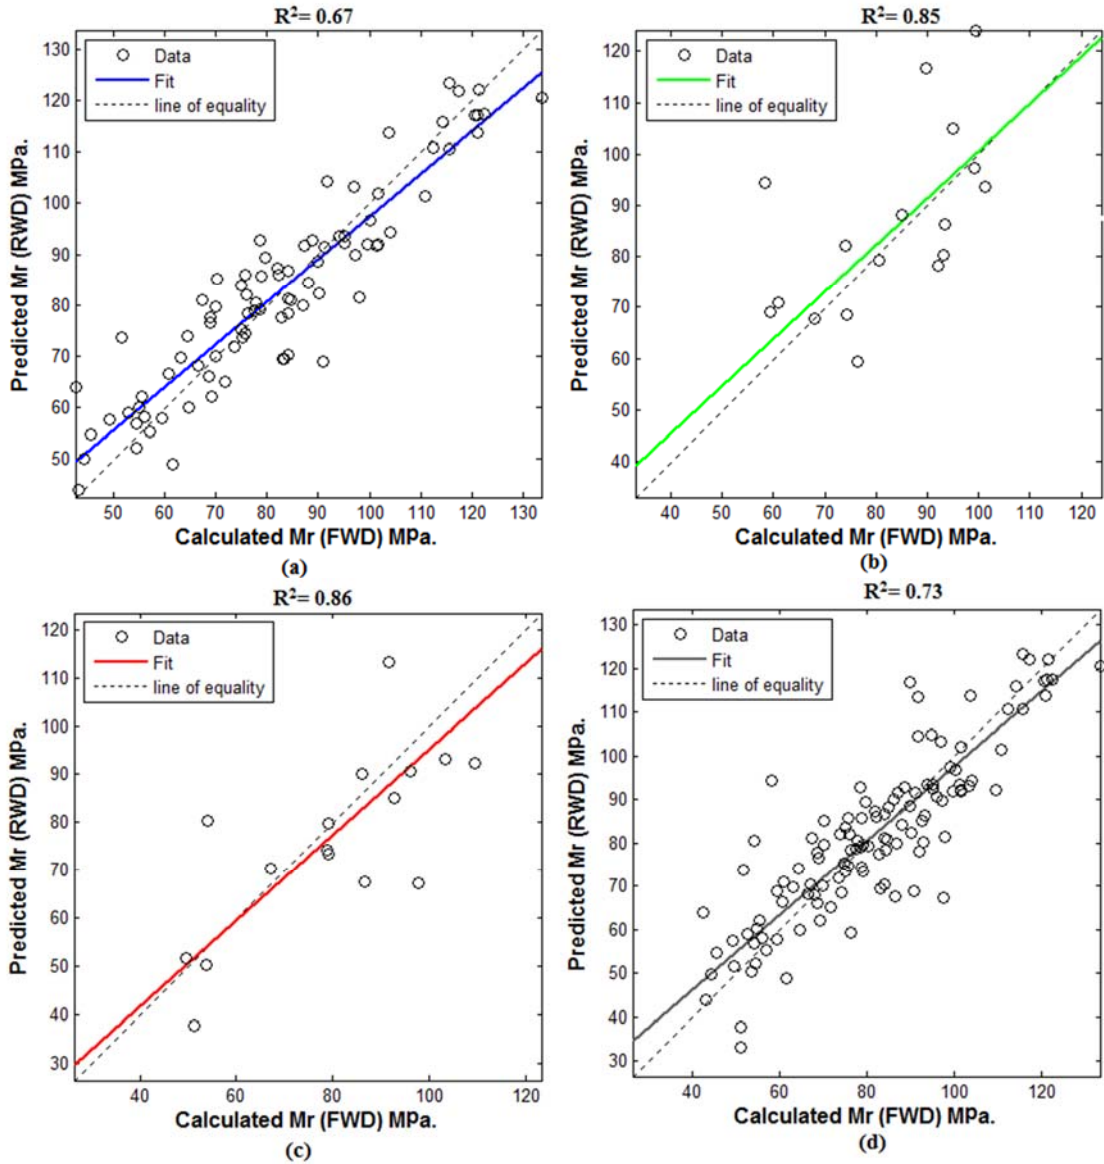 R²= 0.67
Data
Fit
line of equality
130
120
110
100
90
80
70
60
50
50 60 70 80 90 100 110 120 130
Predicted Mr (RWD) MPa.
Calculated Mr (FWD) MPa.
(a)
R²= 0.85
Data
Fit
line of equality
120
110
100
90
80
70
60
50
40
40 50 60 70 80 90 100 110 120
Predicted Mr (RWD) MPa.
Calculated Mr (FWD) MPa.
(b)
R²= 0.86
Data
Fit
line of equality
120
110
100
90
80
70
60
50
40
30
40 60 80 100 120
Predicted Mr (RWD) MPa.
Calculated Mr (FWD) MPa.
(c)
R²= 0.73
Data
Fit
line of equality
130
120
110
100
90
80
70
60
50
40
30
40 60 80 100 120
Predicted Mr (RWD) MPa.
Calculated Mr (FWD) MPa.
(d)